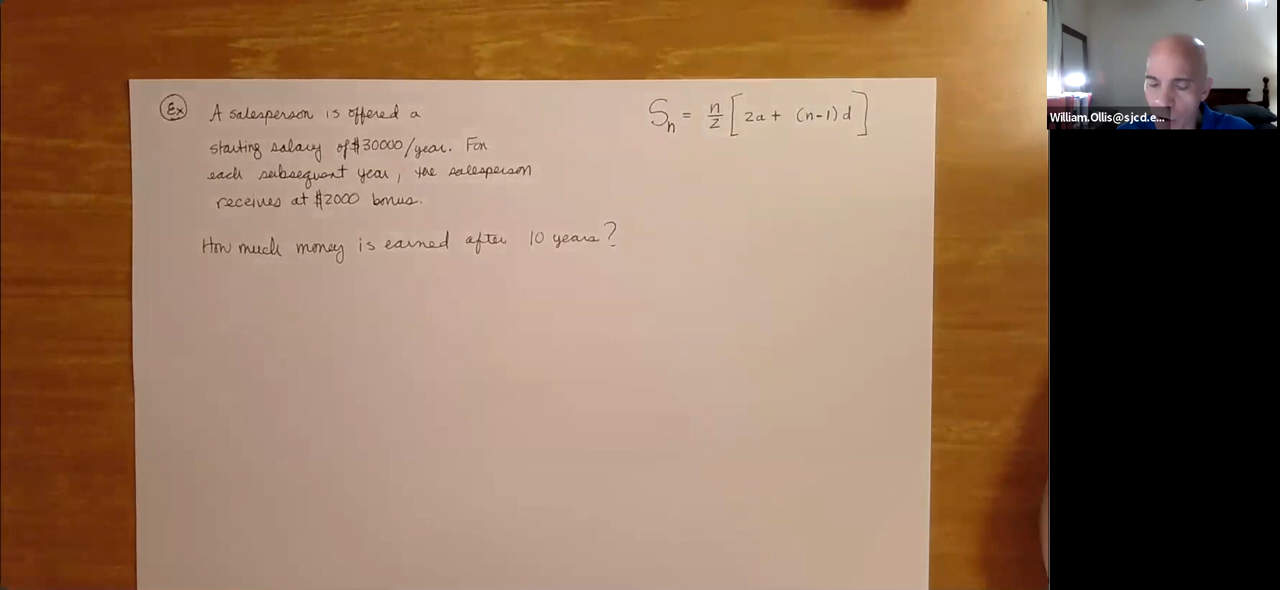 Ex A salesperson is offered a
starting salary of $30000/year. For
each subsequent year, the salesperson
receives at $2000 bonus.
How much money is earned after 10 years?
Sn = n/2 [2a + (n-1)d]
William.Ollis@sjcd.e...